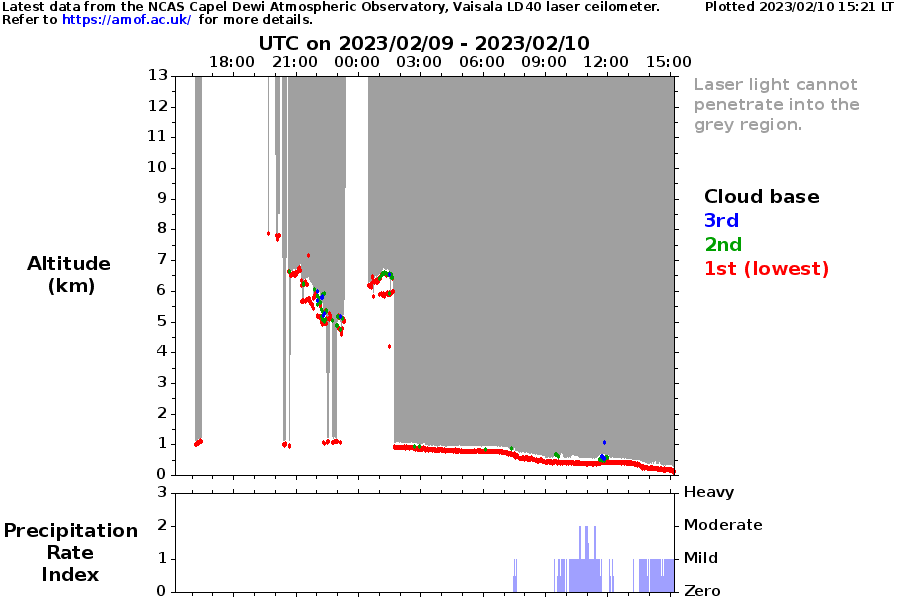 Latest data from the NCAS Capel Dewi Atmospheric Observatory, Vaisala LD40 laser ceilometer.
Plotted 2023/02/10 15:21 LT
Refer to https://amof.ac.uk/ for more details.
UTC on 2023/02/09 - 2023/02/10
18:00 21:00 00:00 03:00 06:00 09:00 12:00 15:00
13
12
11
10
9
8
7
6
5
4
3
2
1
0
Altitude
(km)
Laser light cannot
penetrate into the
grey region.
Cloud base
3rd
2nd
1st (lowest)
3
2
1
0
Precipitation
Rate
Index
Heavy
Moderate
Mild
Zero